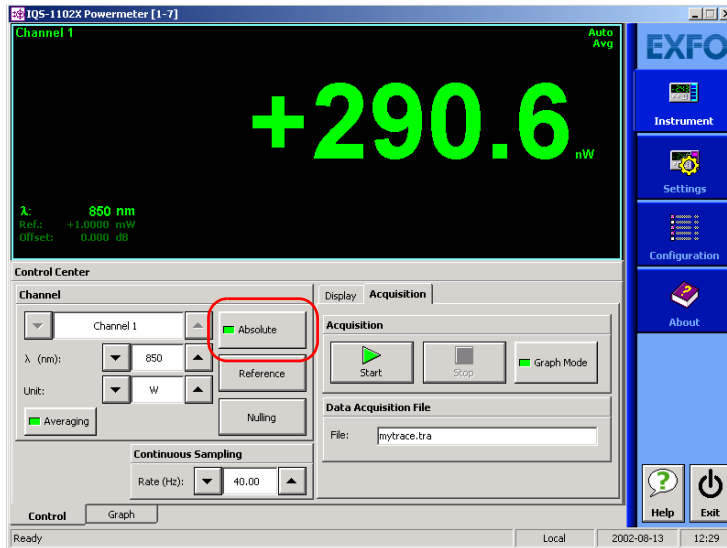 IQS-1102X Powermeter [1-7]
Channel 1
Auto
Avg
EXFO
+290.6 nW
λ: 850 nm
Ref.: +1.0000 mW
Offset: 0.000 dB
Instrument
Settings
Configuration
About
Control Center
Channel
Channel 1
Absolute
λ (nm): 850
Reference
Unit: W
Averaging
Nulling
Continuous Sampling
Rate (Hz): 40.00
Display Acquisition
Acquisition
Start
Stop
Graph Mode
Data Acquisition File
File: mytrace.tra
Help
Exit
Control Graph
Ready
Local
2002-08-13
12:29